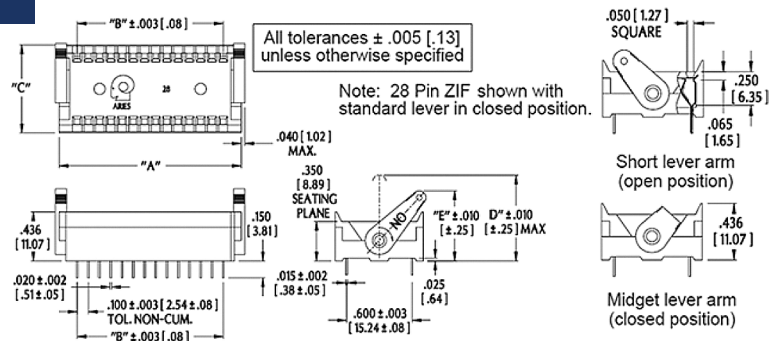 "B" ±.003 [.08]
All tolerances ± .005 [.13]
unless otherwise specified
.050 [1.27]
SQUARE
"C"
ARIES
28
Note: 28 Pin ZIF shown with
standard lever in closed position.
.250
[6.35]
.065
[1.65]
.040 [1.02]
MAX.
"A"
Short lever arm
(open position)
.350
[8.89]
SEATING
PLANE
NO
"E" ±.010
[±.25]
D" ±.010
[±.25] MAX
.436
[11.07]
.150
[3.81]
.436
[11.07]
.020 ±.002
[.51 ±.05]
.015 ±.002
[.38 ±.05]
.025
[.64]
.100 ±.003 [2.54 ±.08]
TOL. NON-CUM.
.600 ±.003
[15.24 ±.08]
Midget lever arm
(closed position)
"B" ±.003 [.08]